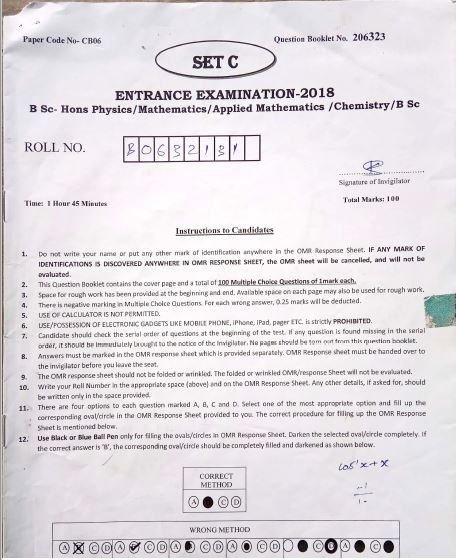 Paper Code No- CB06
Question Booklet No. 206323
SET C
ENTRANCE EXAMINATION-2018
B Sc- Hons Physics/Mathematics/Applied Mathematics /Chemistry/B Sc
ROLL NO.
B 0 6 3 2 1 3 1
Signature of Invigilator
Time: 1 Hour 45 Minutes
Total Marks: 100
Instructions to Candidates
1. Do not write your name or put any other mark of identification anywhere in the OMR Response Sheet. IF ANY MARK OF
IDENTIFICATIONS IS DISCOVERED ANYWHERE IN OMR RESPONSE SHEET, the OMR sheet will be cancelled, and will not be
evaluated.
2. This Question Booklet contains the cover page and a total of 100 Multiple Choice Questions of 1mark each.
3. Space for rough work has been provided at the beginning and end. Available space on each page may also be used for rough work.
4. There is negative marking in Multiple Choice Questions. For each wrong answer, 0.25 marks will be deducted.
5. USE OF CALCULATOR IS NOT PERMITTED.
6. USE/POSSESSION OF ELECTRONIC GADGETS LIKE MOBILE PHONE, iPhone, iPad, pager ETC. is strictly PROHIBITED.
7. Candidate should check the serial order of questions at the beginning of the test. If any question is found missing in the serial
order, it should be immediately brought to the notice of the Invigilator. No pages should be torn out from this question booklet.
8. Answers must be marked in the OMR response sheet which is provided separately. OMR Response sheet must be handed over to
the invigilator before you leave the seat.
9. The OMR response sheet should not be folded or wrinkled. The folded or wrinkled OMR/response Sheet will not be evaluated.
10. Write your Roll Number in the appropriate space (above) and on the OMR Response Sheet. Any other details, if asked for, should
be written only in the space provided.
11. There are four options to each question marked A, B, C and D. Select one of the most appropriate option and fill up the
corresponding oval/circle in the OMR Response Sheet provided to you. The correct procedure for filling up the OMR Response
Sheet is mentioned below.
12. Use Black or Blue Ball Pen only for filling the ovals/circles in OMR Response Sheet. Darken the selected oval/circle completely. If
the correct answer is 'B', the corresponding oval/circle should be completely filled and darkened as shown below.
CORRECT
METHOD
A C D
WRONG METHOD